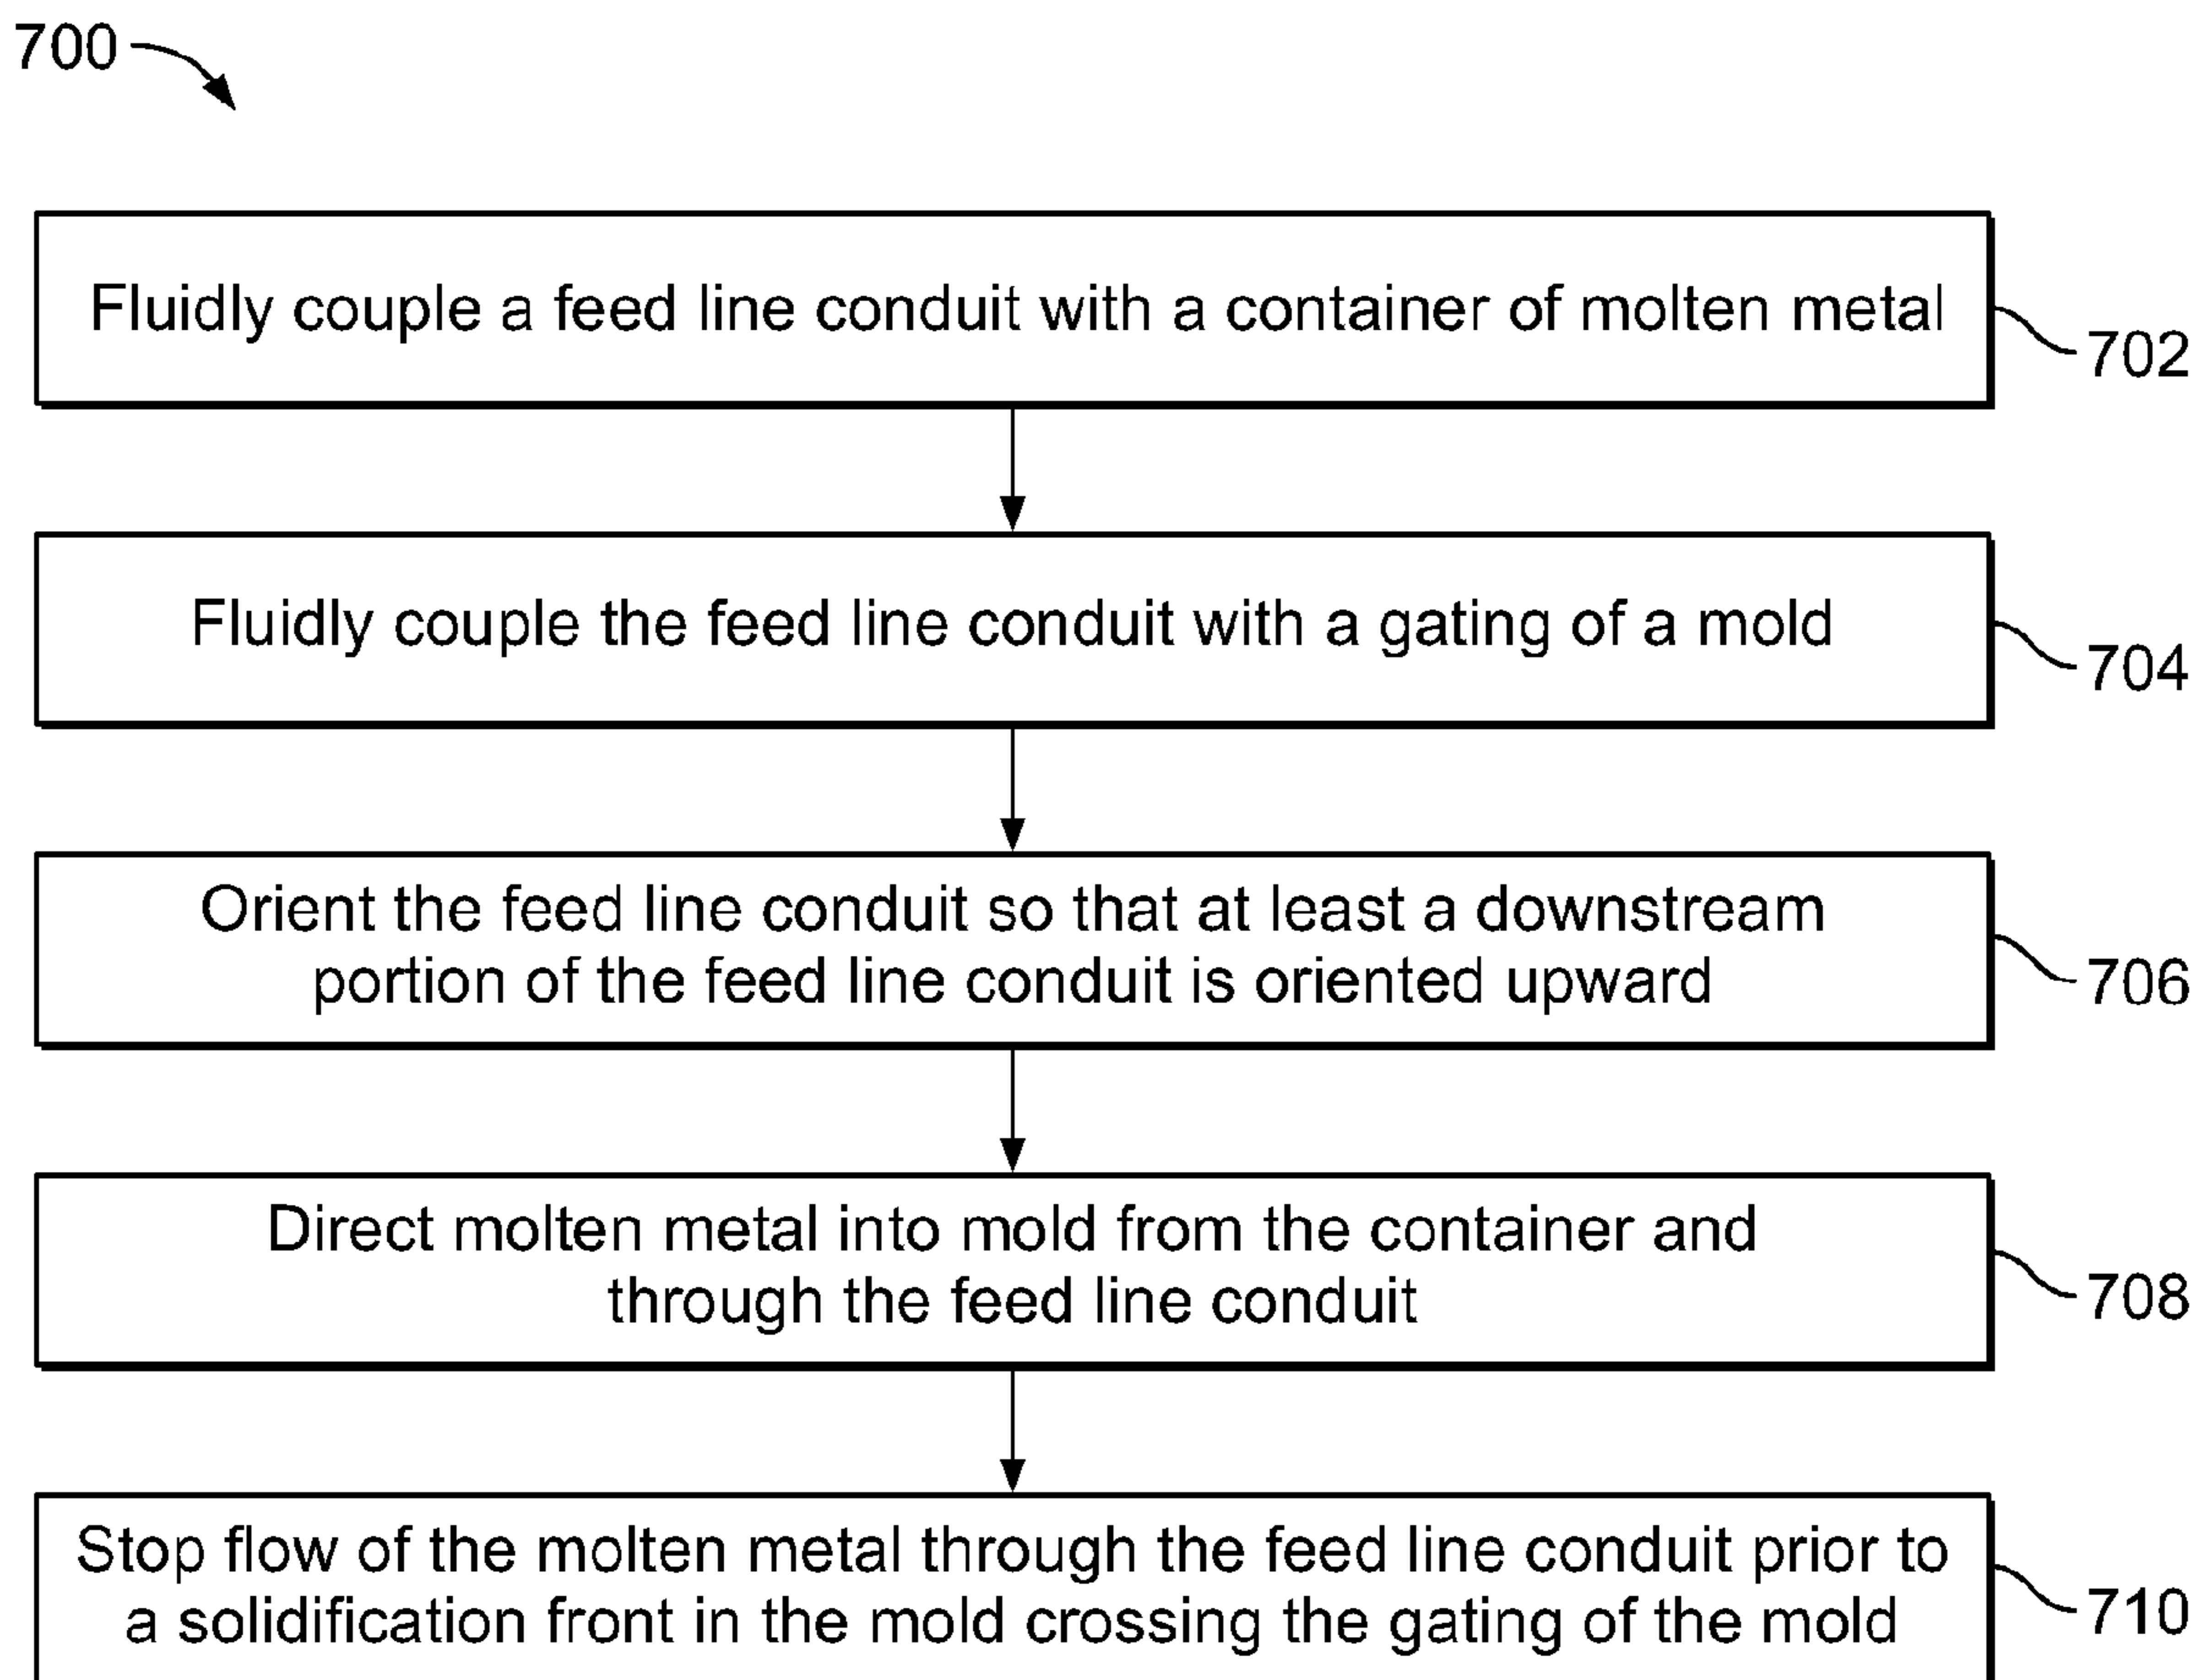 700
Fluidly couple a feed line conduit with a container of molten metal
702
Fluidly couple the feed line conduit with a gating of a mold
704
Orient the feed line conduit so that at least a downstream
portion of the feed line conduit is oriented upward
706
Direct molten metal into mold from the container and
through the feed line conduit
708
Stop flow of the molten metal through the feed line conduit prior to
a solidification front in the mold crossing the gating of the mold
710